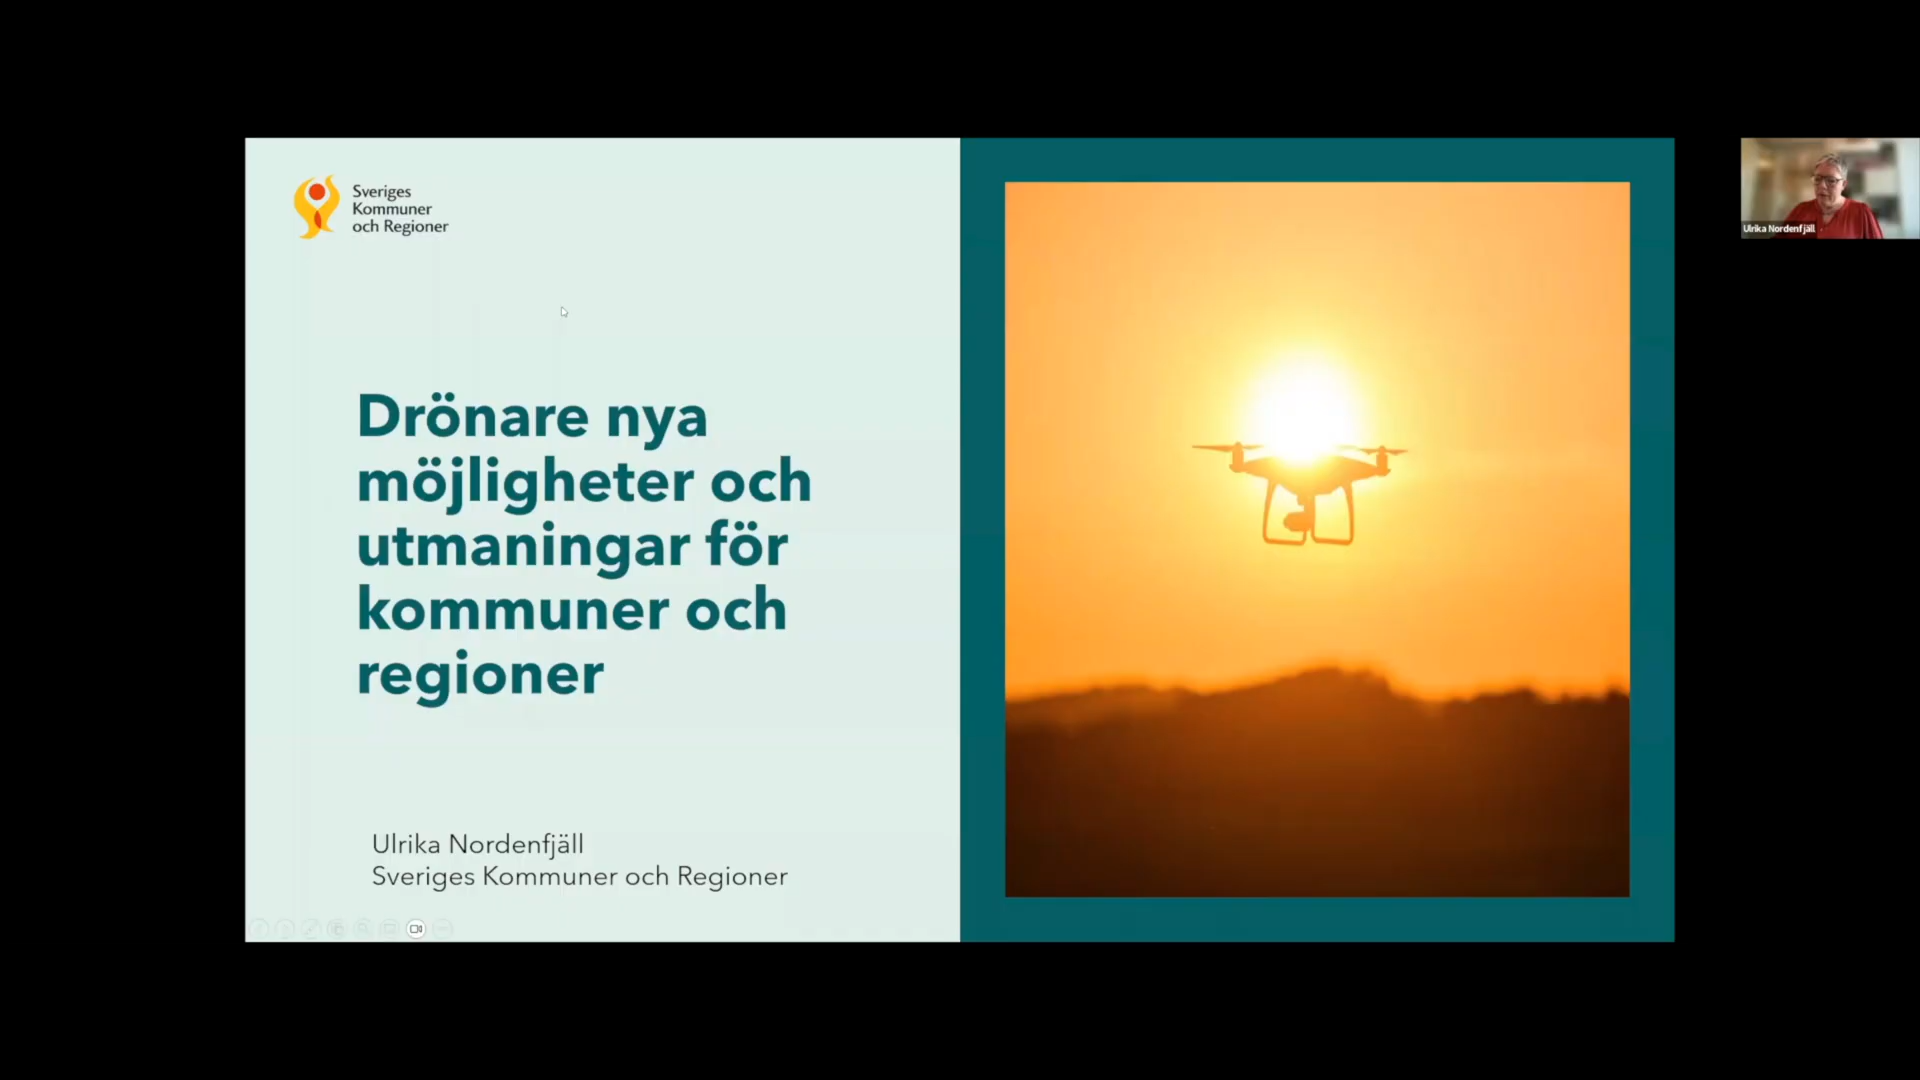 Sveriges
Kommuner
och Regioner
Drönare nya
möjligheter och
utmaningar för
kommuner och
regioner
Ulrika Nordenfjäll
Sveriges Kommuner och Regioner
Ulrika Nordenfjäll